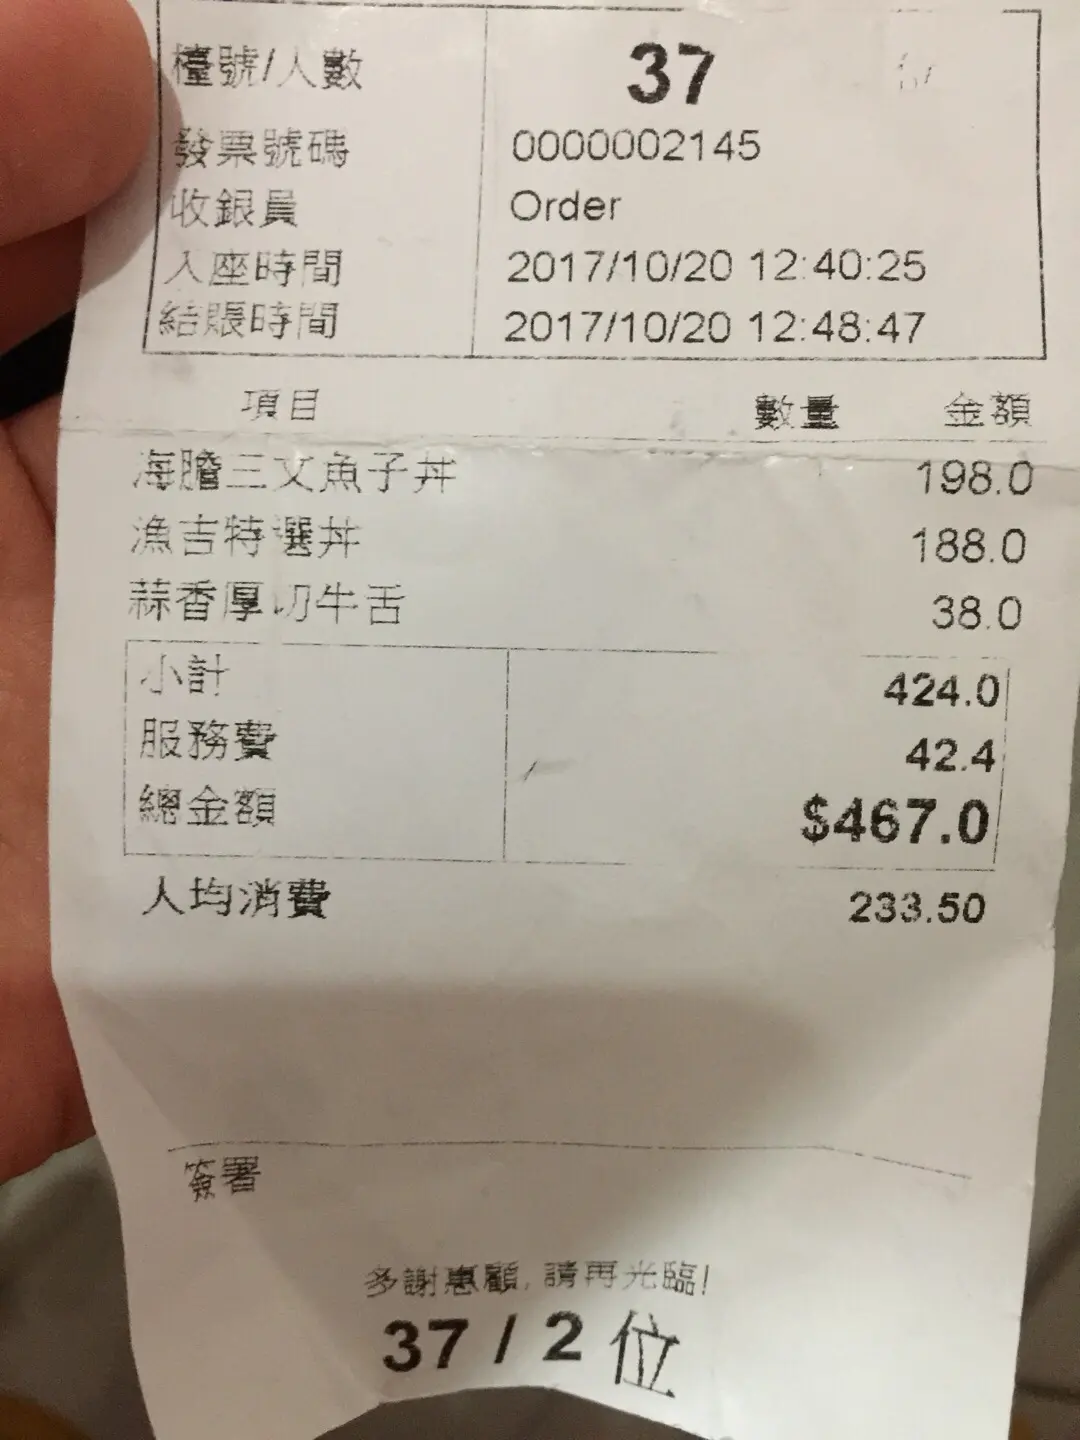 檯號/人數 37 位
發票號碼 0000002145
收銀員 Order
入座時間 2017/10/20 12:40:25
結賬時間 2017/10/20 12:48:47
項目 數量 金額
海膽三文魚子丼 198.0
漁吉特選丼 188.0
蒜香厚切牛舌 38.0
小計 424.0
服務費 42.4
總金額 $467.0
人均消費 233.50
簽署
多謝惠顧,請再光臨!
37 / 2 位